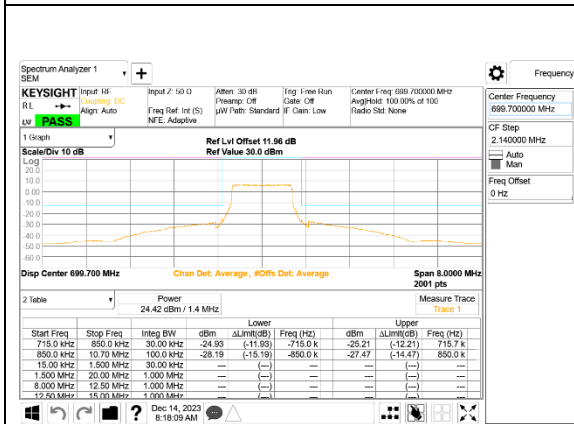 Spectrum Analyzer 1
SEM
+
Frequency
KEYSIGHT Input: RF Input Z: 50 Ω Atten: 30 dB Trig: Free Run Center Freq: 699.700000 MHz
Coupling: DC Preamp: Off Gate: Off Avg|Hold: 100.00% of 100
RL Align: Auto Freq Ref: Int (S) µW Path: Standard IF Gain: Low Radio Std: None
NFE: Adaptive
PASS
Center Frequency
699.700000 MHz
CF Step
2.140000 MHz
Auto
Man
Freq Offset
0 Hz
1 Graph
Ref Lvl Offset 11.96 dB
Scale/Div 10 dB Ref Value 30.0 dBm
Log
20.0
10.0
0.00
-10.0
-20.0
-30.0
-40.0
-50.0
-60.0
Disp Center 699.700 MHz Chan Det: Average, #Offs Det: Average Span 8.0000 MHz
2001 pts
2 Table Power Measure Trace
24.42 dBm / 1.4 MHz Trace 1
Lower Upper
Start Freq Stop Freq Integ BW dBm ΔLimit(dB) Freq (Hz) dBm ΔLimit(dB) Freq (Hz)
715.0 kHz 850.0 kHz 30.00 kHz -24.93 (-11.93) -715.0 k -25.21 (-12.21) 715.7 k
850.0 kHz 10.70 MHz 100.0 kHz -28.19 (-15.19) -850.0 k -27.47 (-14.47) 850.0 k
15.00 kHz 1.500 MHz 30.00 kHz --- (---) --- --- (---) ---
1.500 MHz 20.00 MHz 1.000 MHz --- (---) --- --- (---) ---
8.000 MHz 12.50 MHz 1.000 MHz --- (---) --- --- (---) ---
12.50 MHz 15.00 MHz 1.000 MHz --- (---) --- --- (---) ---
? Dec 14, 2023
8:18:09 AM